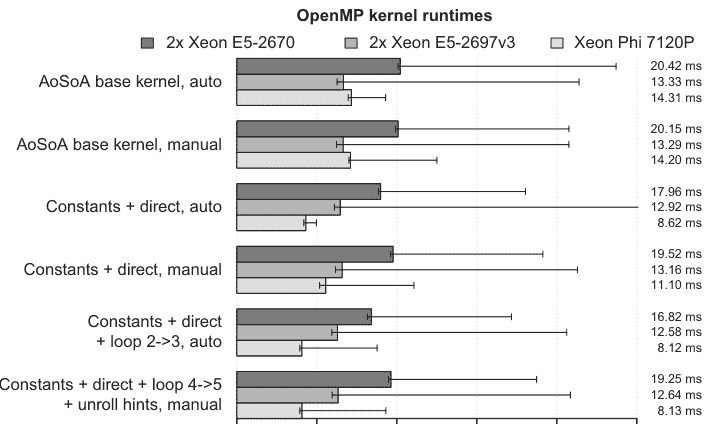 OpenMP kernel runtimes
2x Xeon E5-2670 2x Xeon E5-2697v3 Xeon Phi 7120P
AoSoA base kernel, auto
20.42 ms
13.33 ms
14.31 ms
AoSoA base kernel, manual
20.15 ms
13.29 ms
14.20 ms
Constants + direct, auto
17.96 ms
12.92 ms
8.62 ms
Constants + direct, manual
19.52 ms
13.16 ms
11.10 ms
Constants + direct
+ loop 2->3, auto
16.82 ms
12.58 ms
8.12 ms
Constants + direct + loop 4->5
+ unroll hints, manual
19.25 ms
12.64 ms
8.13 ms